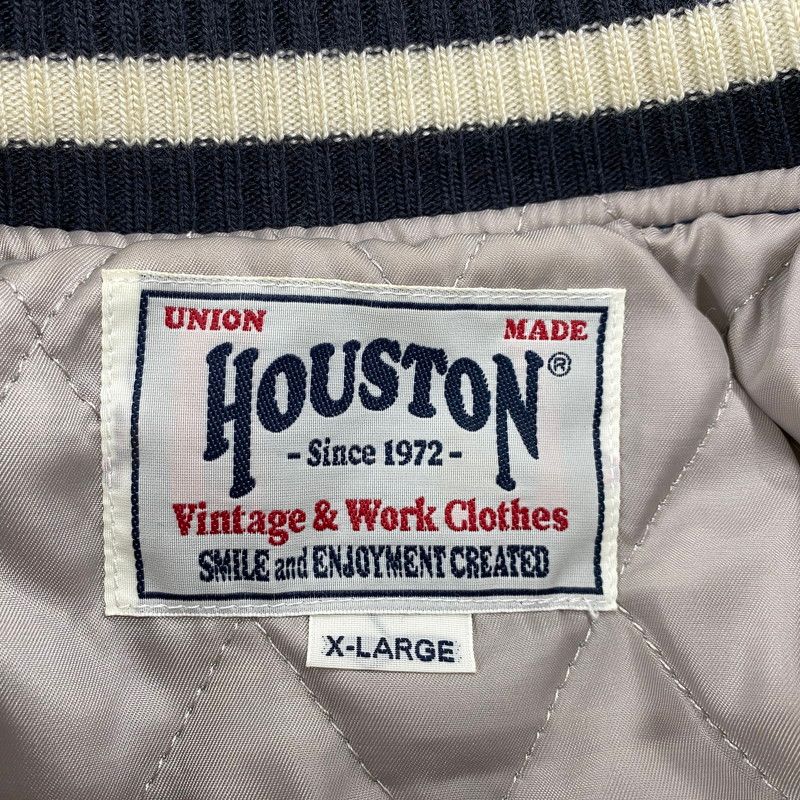 UNION MADE
HOUSTON®
- Since 1972 -
Vintage & Work Clothes
SMILE and ENJOYMENT CREATED
X-LARGE